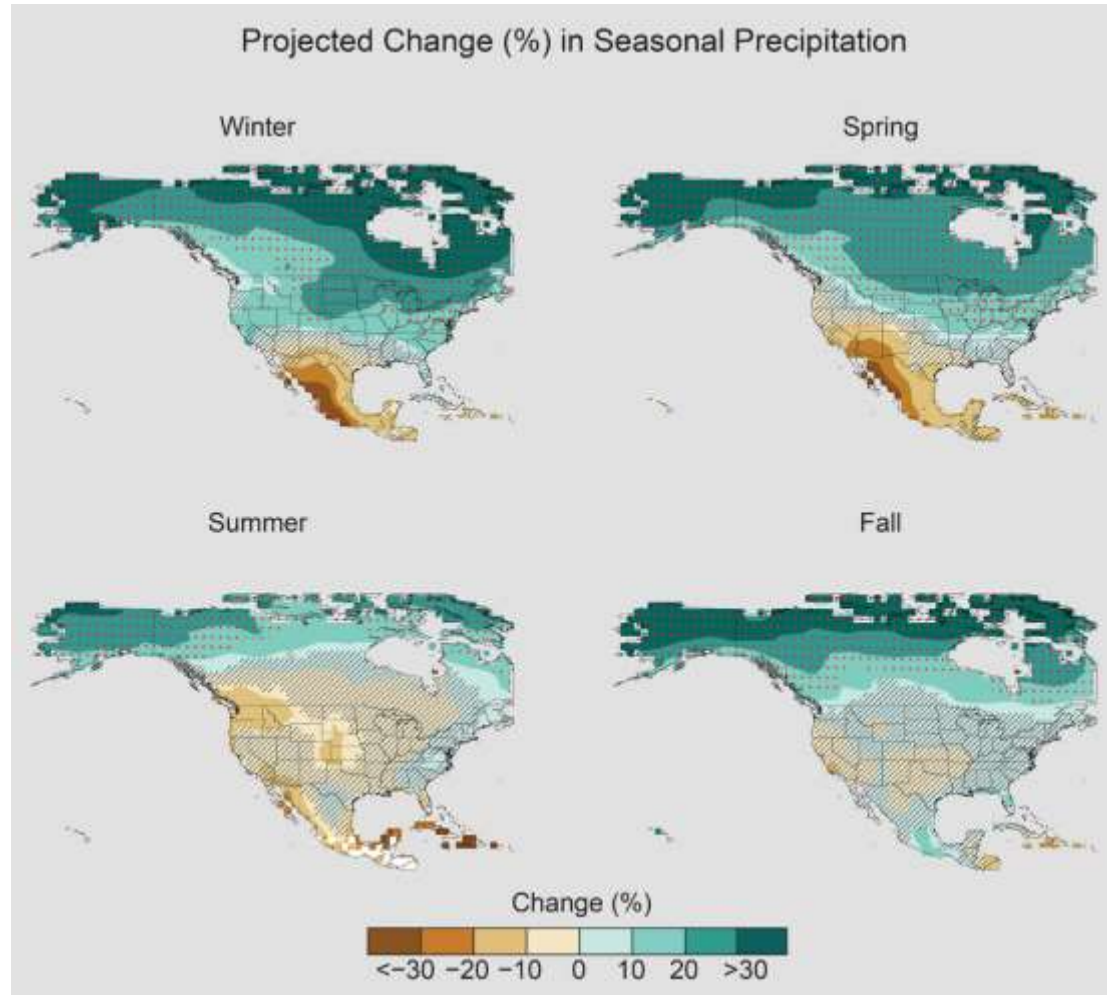 Projected Change (%) in Seasonal Precipitation
Winter
Spring
Summer
Fall
Change (%)
<−30 −20 −10 0 10 20 >30